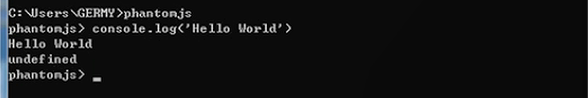 C:\Users\GERMY>phantomjs
phantomjs> console.log('Hello World')
Hello World
undefined
phantomjs> _